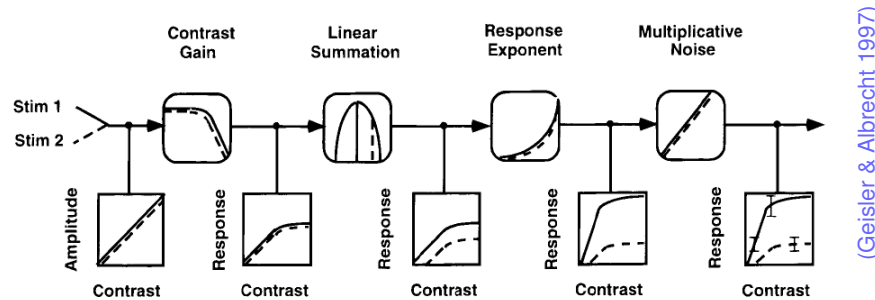 Contrast
Gain
Linear
Summation
Response
Exponent
Multiplicative
Noise
Stim 1
Stim 2
Amplitude
Contrast
Response
Contrast
Response
Contrast
Response
Contrast
Response
Contrast
(Geisler & Albrecht 1997)